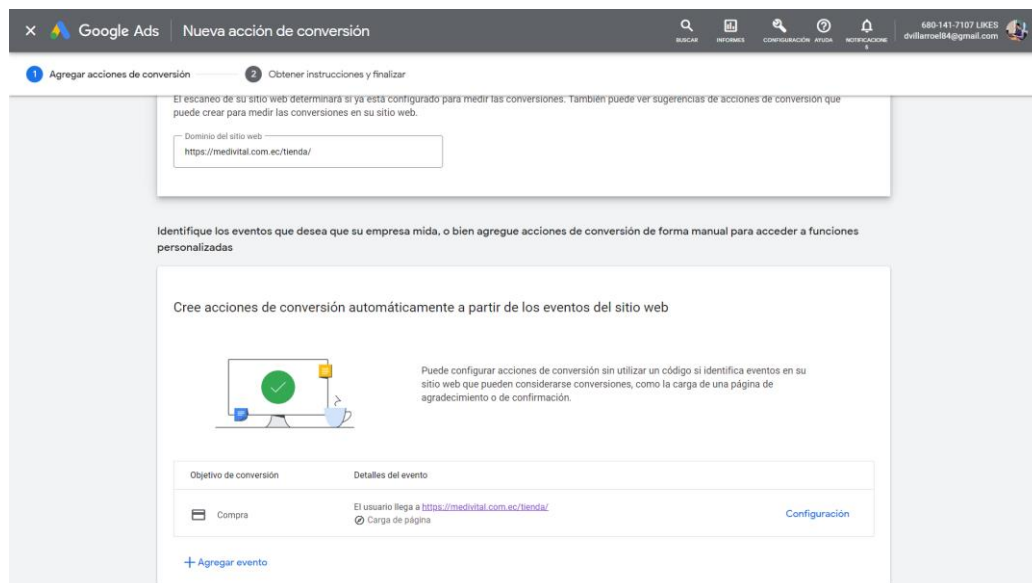 Google Ads Nueva acción de conversión
BUSCAR INFORMES CONFIGURACIÓN AYUDA NOTIFICACIONES
680-141-7107 LIKES
dvillarroel84@gmail.com
1 Agregar acciones de conversión 2 Obtener instrucciones y finalizar
El escaneo de su sitio web determinará si ya está configurado para medir las conversiones. También puede ver sugerencias de acciones de conversión que
puede crear para medir las conversiones en su sitio web.
Dominio del sitio web
https://medivital.com.ec/tienda/
Identifique los eventos que desea que su empresa mida, o bien agregue acciones de conversión de forma manual para acceder a funciones
personalizadas
Cree acciones de conversión automáticamente a partir de los eventos del sitio web
Puede configurar acciones de conversión sin utilizar un código si identifica eventos en su
sitio web que pueden considerarse conversiones, como la carga de una página de
agradecimiento o de confirmación.
Objetivo de conversión Detalles del evento
Compra
El usuario llega a https://medivital.com.ec/tienda/
Carga de página
Configuración
+ Agregar evento